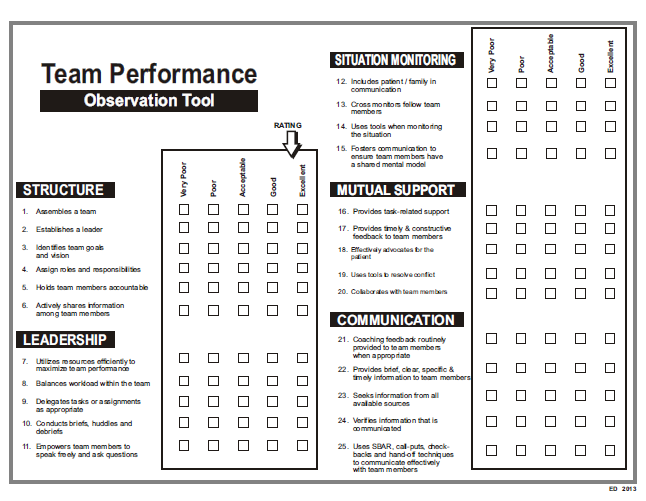 Team Performance
Observation Tool
RATING
Very Poor
Poor
Acceptable
Good
Excellent
STRUCTURE
1. Assembles a team
2. Establishes a leader
3. Identifies team goals
and vision
4. Assign roles and responsibilities
5. Holds team members accountable
6. Actively shares information
among team members
LEADERSHIP
7. Utilizes resources efficiently to
maximize team performance
8. Balances workload within the team
9. Delegates tasks or assignments
as appropriate
10. Conducts briefs, huddles and
debriefs
11. Empowers team members to
speak freely and ask questions
Very Poor
Poor
Acceptable
Good
Excellent
SITUATION MONITORING
12. Includes patient / family in
communication
13. Cross monitors fellow team
members
14. Uses tools when monitoring
the situation
15. Fosters communication to
ensure team members have
a shared mental model
MUTUAL SUPPORT
16. Provides task-related support
17. Provides timely & constructive
feedback to team members
18. Effectively advocates for the
patient
19. Uses tools to resolve conflict
20. Collaborates with team members
COMMUNICATION
21. Coaching feedback routinely
provided to team members
when appropriate
22. Provides brief, clear, specific &
timely information to team members
23. Seeks information from all
available sources
24. Verifies information that is
communicated
25. Uses SBAR, call-puts, check-
backs and hand-off techniques
to communicate effectively
with team members
ED 2013